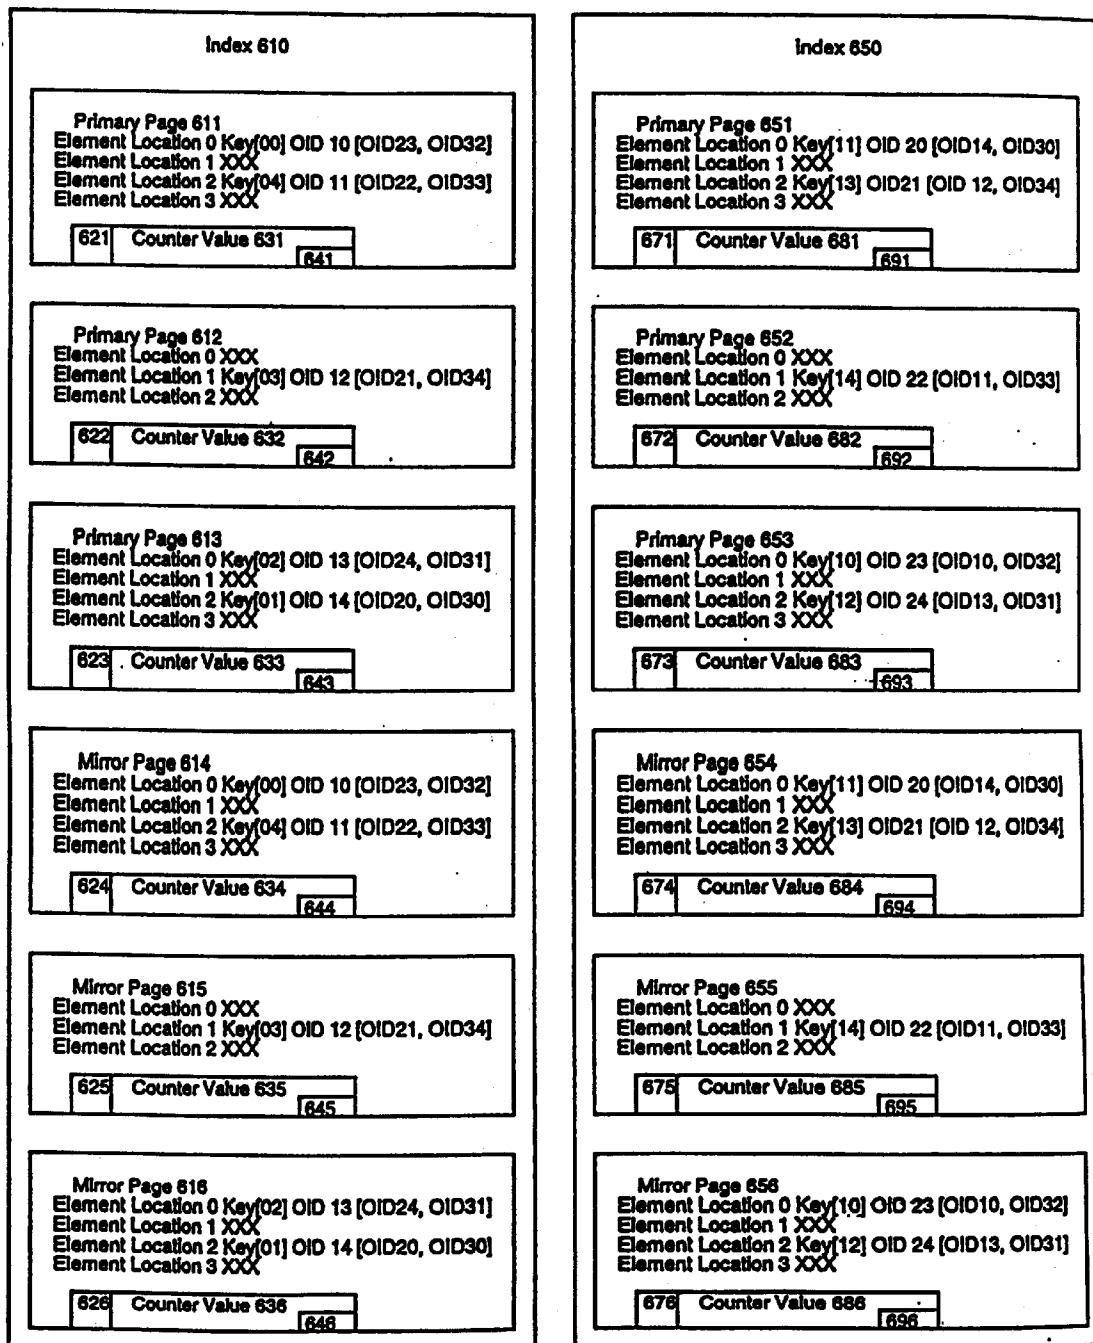 Index 610
Primary Page 611
Element Location 0 Key[00] OID 10 [OID23, OID32]
Element Location 1 XXX
Element Location 2 Key[04] OID 11 [OID22, OID33]
Element Location 3 XXX
621 Counter Value 631
641
Primary Page 612
Element Location 0 XXX
Element Location 1 Key[03] OID 12 [OID21, OID34]
Element Location 2 XXX
622 Counter Value 632
642
Primary Page 613
Element Location 0 Key[02] OID 13 [OID24, OID31]
Element Location 1 XXX
Element Location 2 Key[01] OID 14 [OID20, OID30]
Element Location 3 XXX
623 Counter Value 633
643
Mirror Page 614
Element Location 0 Key[00] OID 10 [OID23, OID32]
Element Location 1 XXX
Element Location 2 Key[04] OID 11 [OID22, OID33]
Element Location 3 XXX
624 Counter Value 634
644
Mirror Page 615
Element Location 0 XXX
Element Location 1 Key[03] OID 12 [OID21, OID34]
Element Location 2 XXX
625 Counter Value 635
645
Mirror Page 616
Element Location 0 Key[02] OID 13 [OID24, OID31]
Element Location 1 XXX
Element Location 2 Key[01] OID 14 [OID20, OID30]
Element Location 3 XXX
626 Counter Value 636
646
Index 650
Primary Page 651
Element Location 0 Key[11] OID 20 [OID14, OID30]
Element Location 1 XXX
Element Location 2 Key[13] OID21 [OID 12, OID34]
Element Location 3 XXX
671 Counter Value 681
691
Primary Page 652
Element Location 0 XXX
Element Location 1 Key[14] OID 22 [OID11, OID33]
Element Location 2 XXX
672 Counter Value 682
692
Primary Page 653
Element Location 0 Key[10] OID 23 [OID10, OID32]
Element Location 1 XXX
Element Location 2 Key[12] OID 24 [OID13, OID31]
Element Location 3 XXX
673 Counter Value 683
693
Mirror Page 654
Element Location 0 Key[11] OID 20 [OID14, OID30]
Element Location 1 XXX
Element Location 2 Key[13] OID21 [OID 12, OID34]
Element Location 3 XXX
674 Counter Value 684
694
Mirror Page 655
Element Location 0 XXX
Element Location 1 Key[14] OID 22 [OID11, OID33]
Element Location 2 XXX
675 Counter Value 685
695
Mirror Page 656
Element Location 0 Key[10] OID 23 [OID10, OID32]
Element Location 1 XXX
Element Location 2 Key[12] OID 24 [OID13, OID31]
Element Location 3 XXX
676 Counter Value 686
696